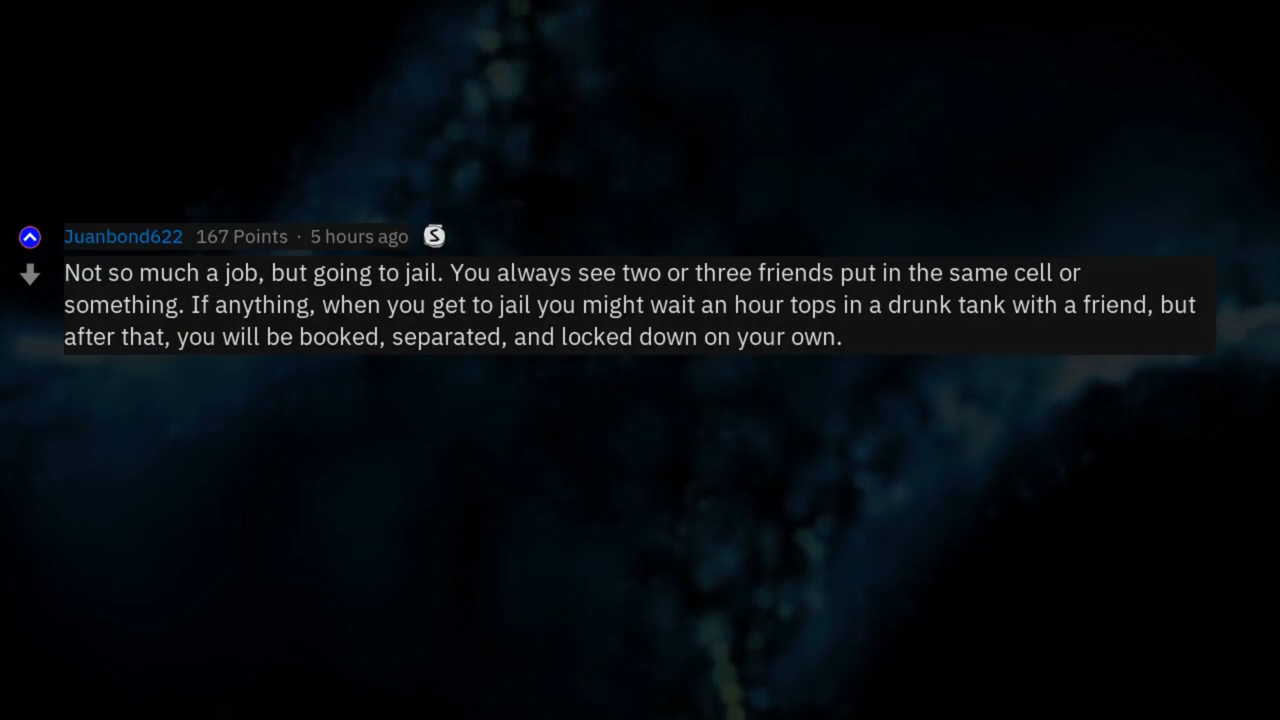 Juanbond622 167 Points · 5 hours ago S
Not so much a job, but going to jail. You always see two or three friends put in the same cell or
something. If anything, when you get to jail you might wait an hour tops in a drunk tank with a friend, but
after that, you will be booked, separated, and locked down on your own.